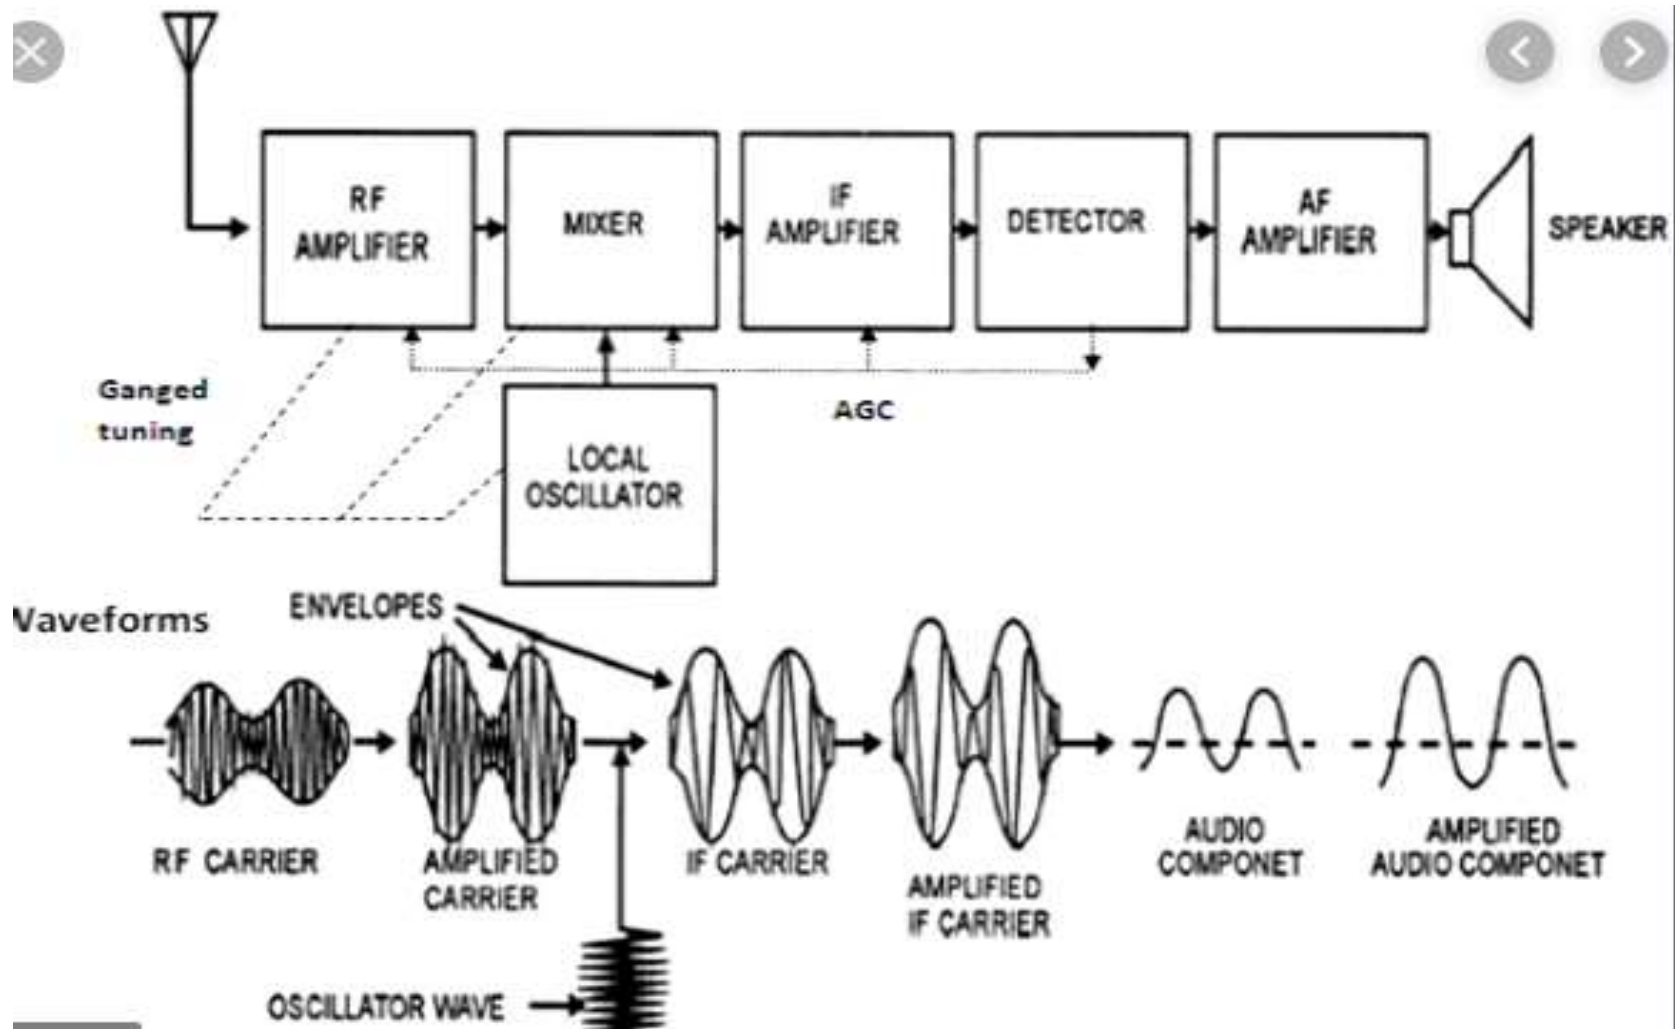 RF
AMPLIFIER
MIXER
IF
AMPLIFIER
DETECTOR
AF
AMPLIFIER
SPEAKER
Ganged
tuning
AGC
LOCAL
OSCILLATOR
Waveforms
ENVELOPES
RF CARRIER
AMPLIFIED
CARRIER
IF CARRIER
AMPLIFIED
IF CARRIER
AUDIO
COMPONET
AMPLIFIED
AUDIO COMPONET
OSCILLATOR WAVE